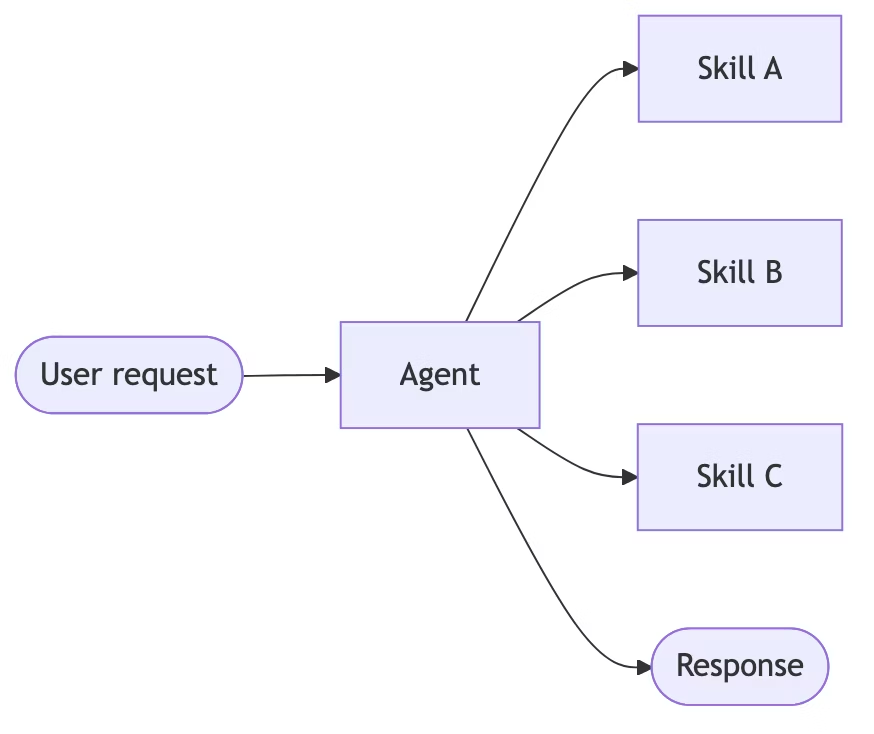 Skill A
Skill B
User request
Agent
Skill C
Response